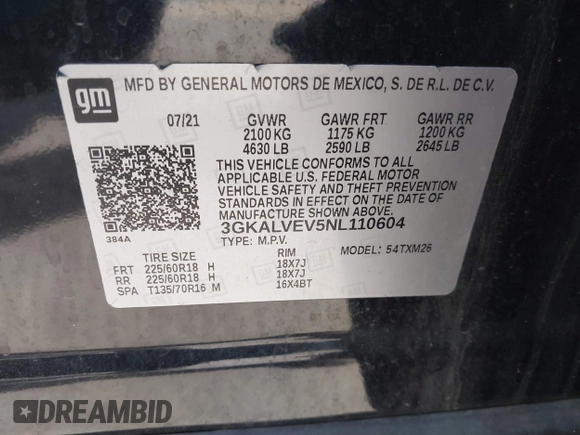 gm
MFD BY GENERAL MOTORS DE MEXICO, S. DE R.L. DE C.V.
07/21 GVWR GAWR FRT GAWR RR
2100 KG 1175 KG 1200 KG
4630 LB 2590 LB 2645 LB
THIS VEHICLE CONFORMS TO ALL
APPLICABLE U.S. FEDERAL MOTOR
VEHICLE SAFETY AND THEFT PREVENTION
STANDARDS IN EFFECT ON THE DATE OF
MANUFACTURE SHOWN ABOVE.
3GKALVEV5NL110604
384A
TYPE: M.P.V. MODEL: 54TXM26
TIRE SIZE RIM
FRT 225/60R18 H 18X7J
RR 225/60R18 H 18X7J
SPA T135/70R16 M 16X4BT
DREAMBID